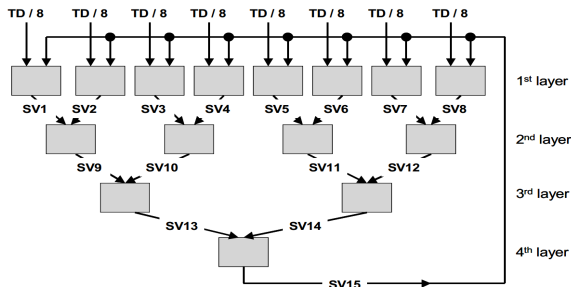 TD / 8 TD / 8 TD / 8 TD / 8 TD / 8 TD / 8 TD / 8 TD / 8
1st layer
SV1 SV2 SV3 SV4 SV5 SV6 SV7 SV8
2nd layer
SV9 SV10 SV11 SV12
3rd layer
SV13 SV14
4th layer
SV15